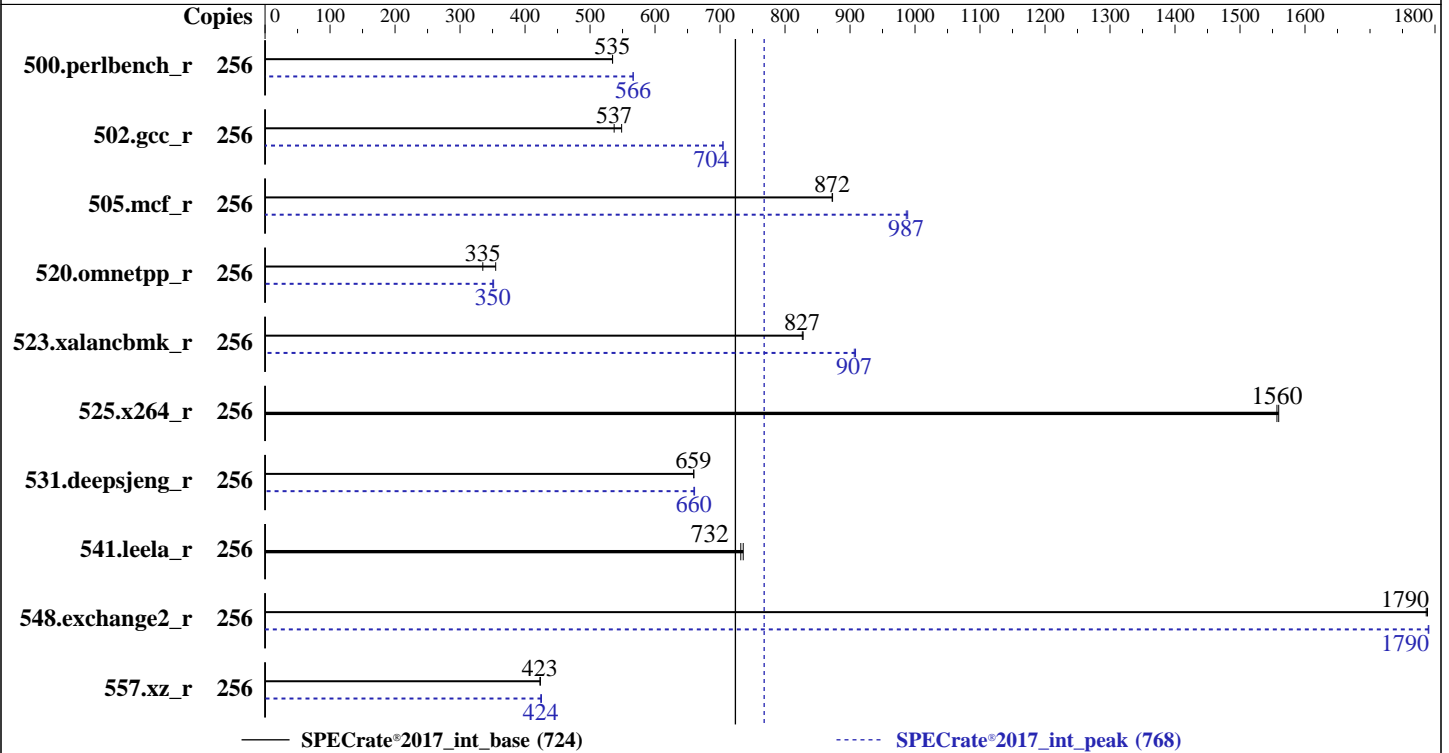 Copies 0 100 200 300 400 500 600 700 800 900 1000 1100 1200 1300 1400 1500 1600 1800
500.perlbench_r 256 535
566
502.gcc_r 256 537
704
505.mcf_r 256 872
987
520.omnetpp_r 256 335
350
523.xalancbmk_r 256 827
907
525.x264_r 256 1560
531.deepsjeng_r 256 659
660
541.leela_r 256 732
548.exchange2_r 256 1790
1790
557.xz_r 256 423
424
SPECrate®2017_int_base (724) SPECrate®2017_int_peak (768)